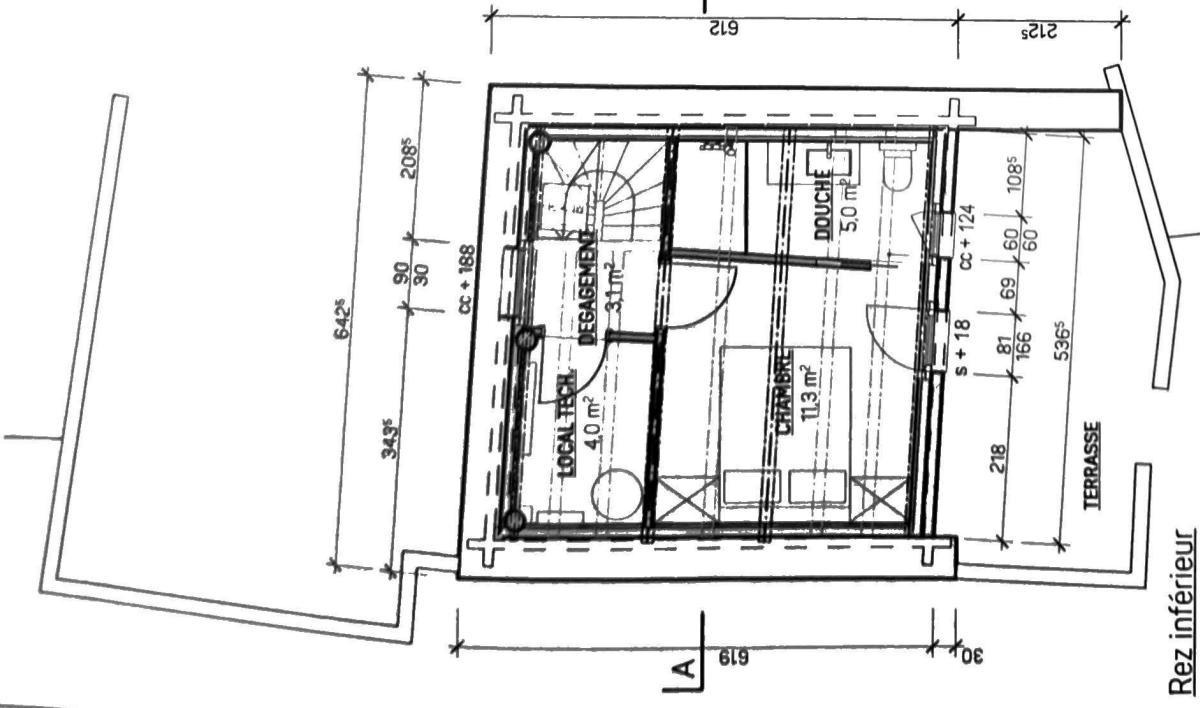 612
212⁵
642⁵
208⁵
90
30
343⁵
cc + 188
DEGAGEMENT
3,1 m²
LOCAL TECH.
4,0 m²
DOUCHE
5,0 m²
CHAMBRE
11,3 m²
cc + 124
s + 18
108⁵
60
60
69
81
166
218
536⁵
TERRASSE
A
619
30
Rez inférieur